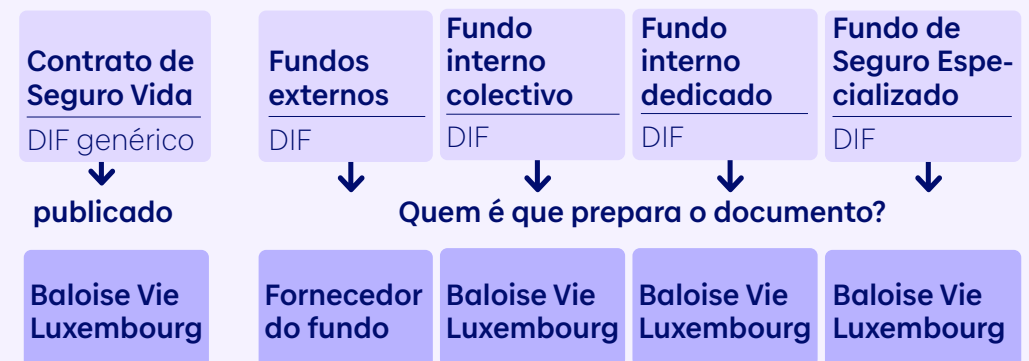 Contrato de
Seguro Vida
DIF genérico
publicado
Baloise Vie
Luxembourg
Fundos
externos
DIF
Fundo
interno
colectivo
DIF
Fundo
interno
dedicado
DIF
Fundo de
Seguro Espe-
cializado
DIF
Quem é que prepara o documento?
Fornecedor
do fundo
Baloise Vie
Luxembourg
Baloise Vie
Luxembourg
Baloise Vie
Luxembourg